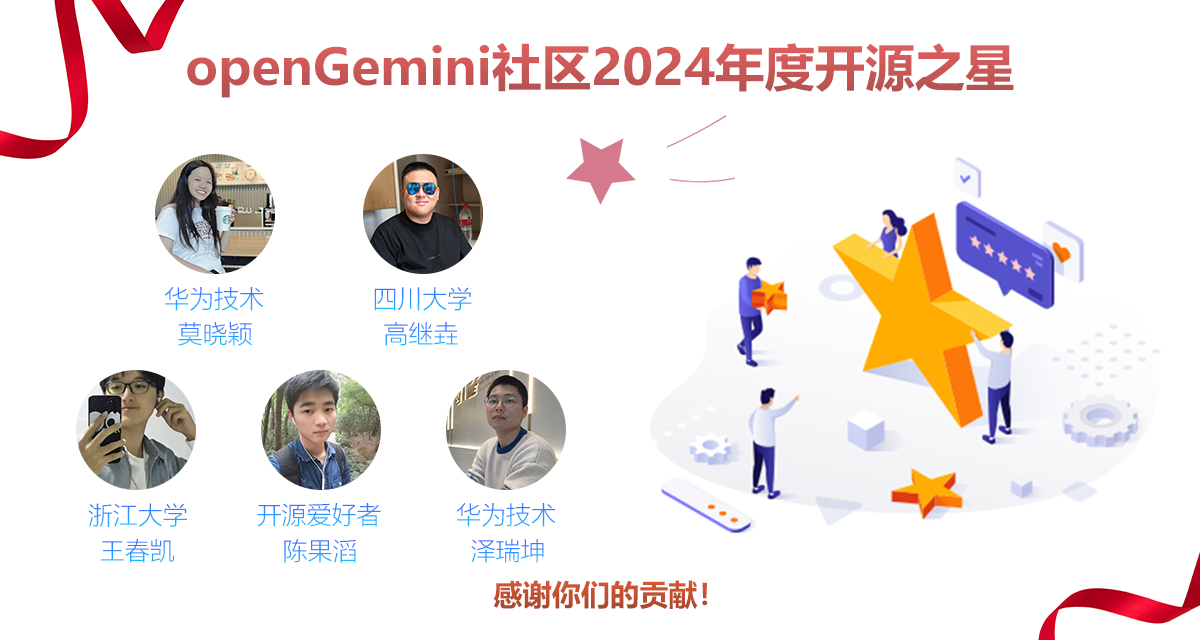 openGemini社区2024年度开源之星
华为技术
莫晓颖
四川大学
高继垚
浙江大学
王春凯
开源爱好者
陈果滔
华为技术
泽瑞坤
感谢你们的贡献!